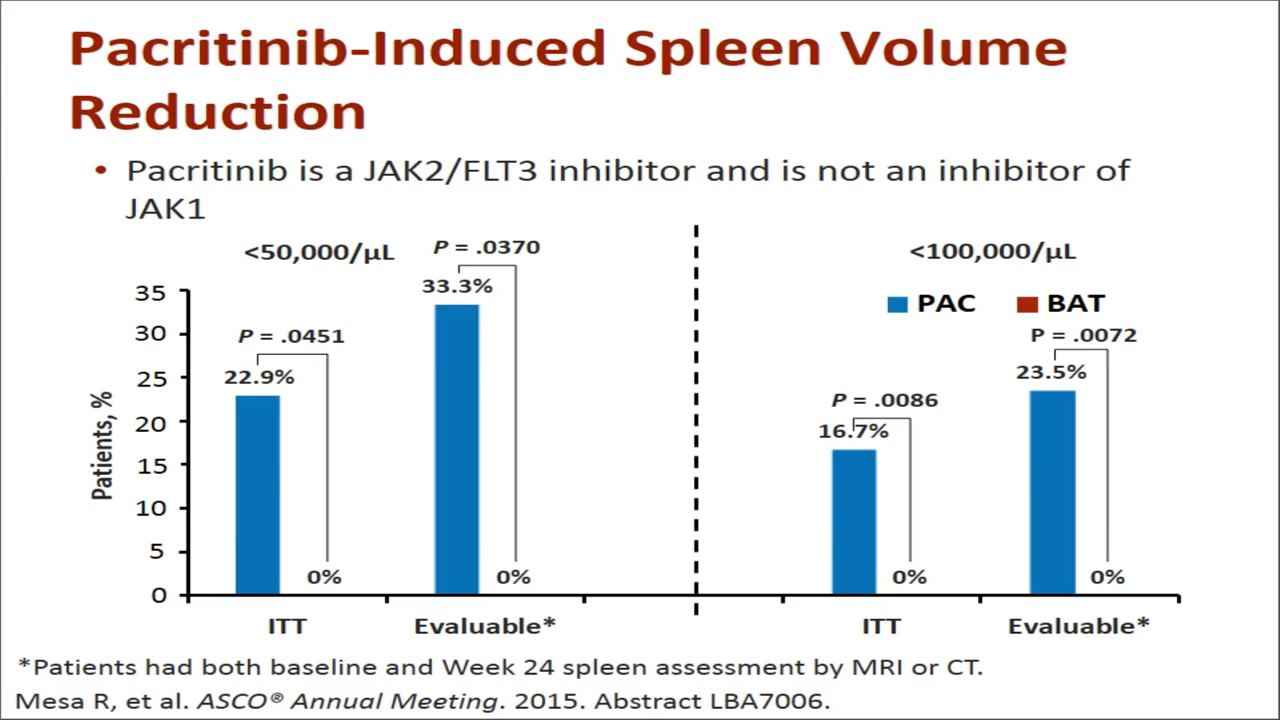 Pacritinib-Induced Spleen Volume
Reduction
• Pacritinib is a JAK2/FLT3 inhibitor and is not an inhibitor of
JAK1
<50,000/µL
P = .0370
<100,000/µL
PAC
BAT
Patients, %
35
30
25
20
15
10
5
0
P = .0451
22.9%
0%
33.3%
0%
P = .0086
16.7%
0%
P = .0072
23.5%
0%
ITT
Evaluable*
ITT
Evaluable*
*Patients had both baseline and Week 24 spleen assessment by MRI or CT.
Mesa R, et al. ASCO® Annual Meeting. 2015. Abstract LBA7006.